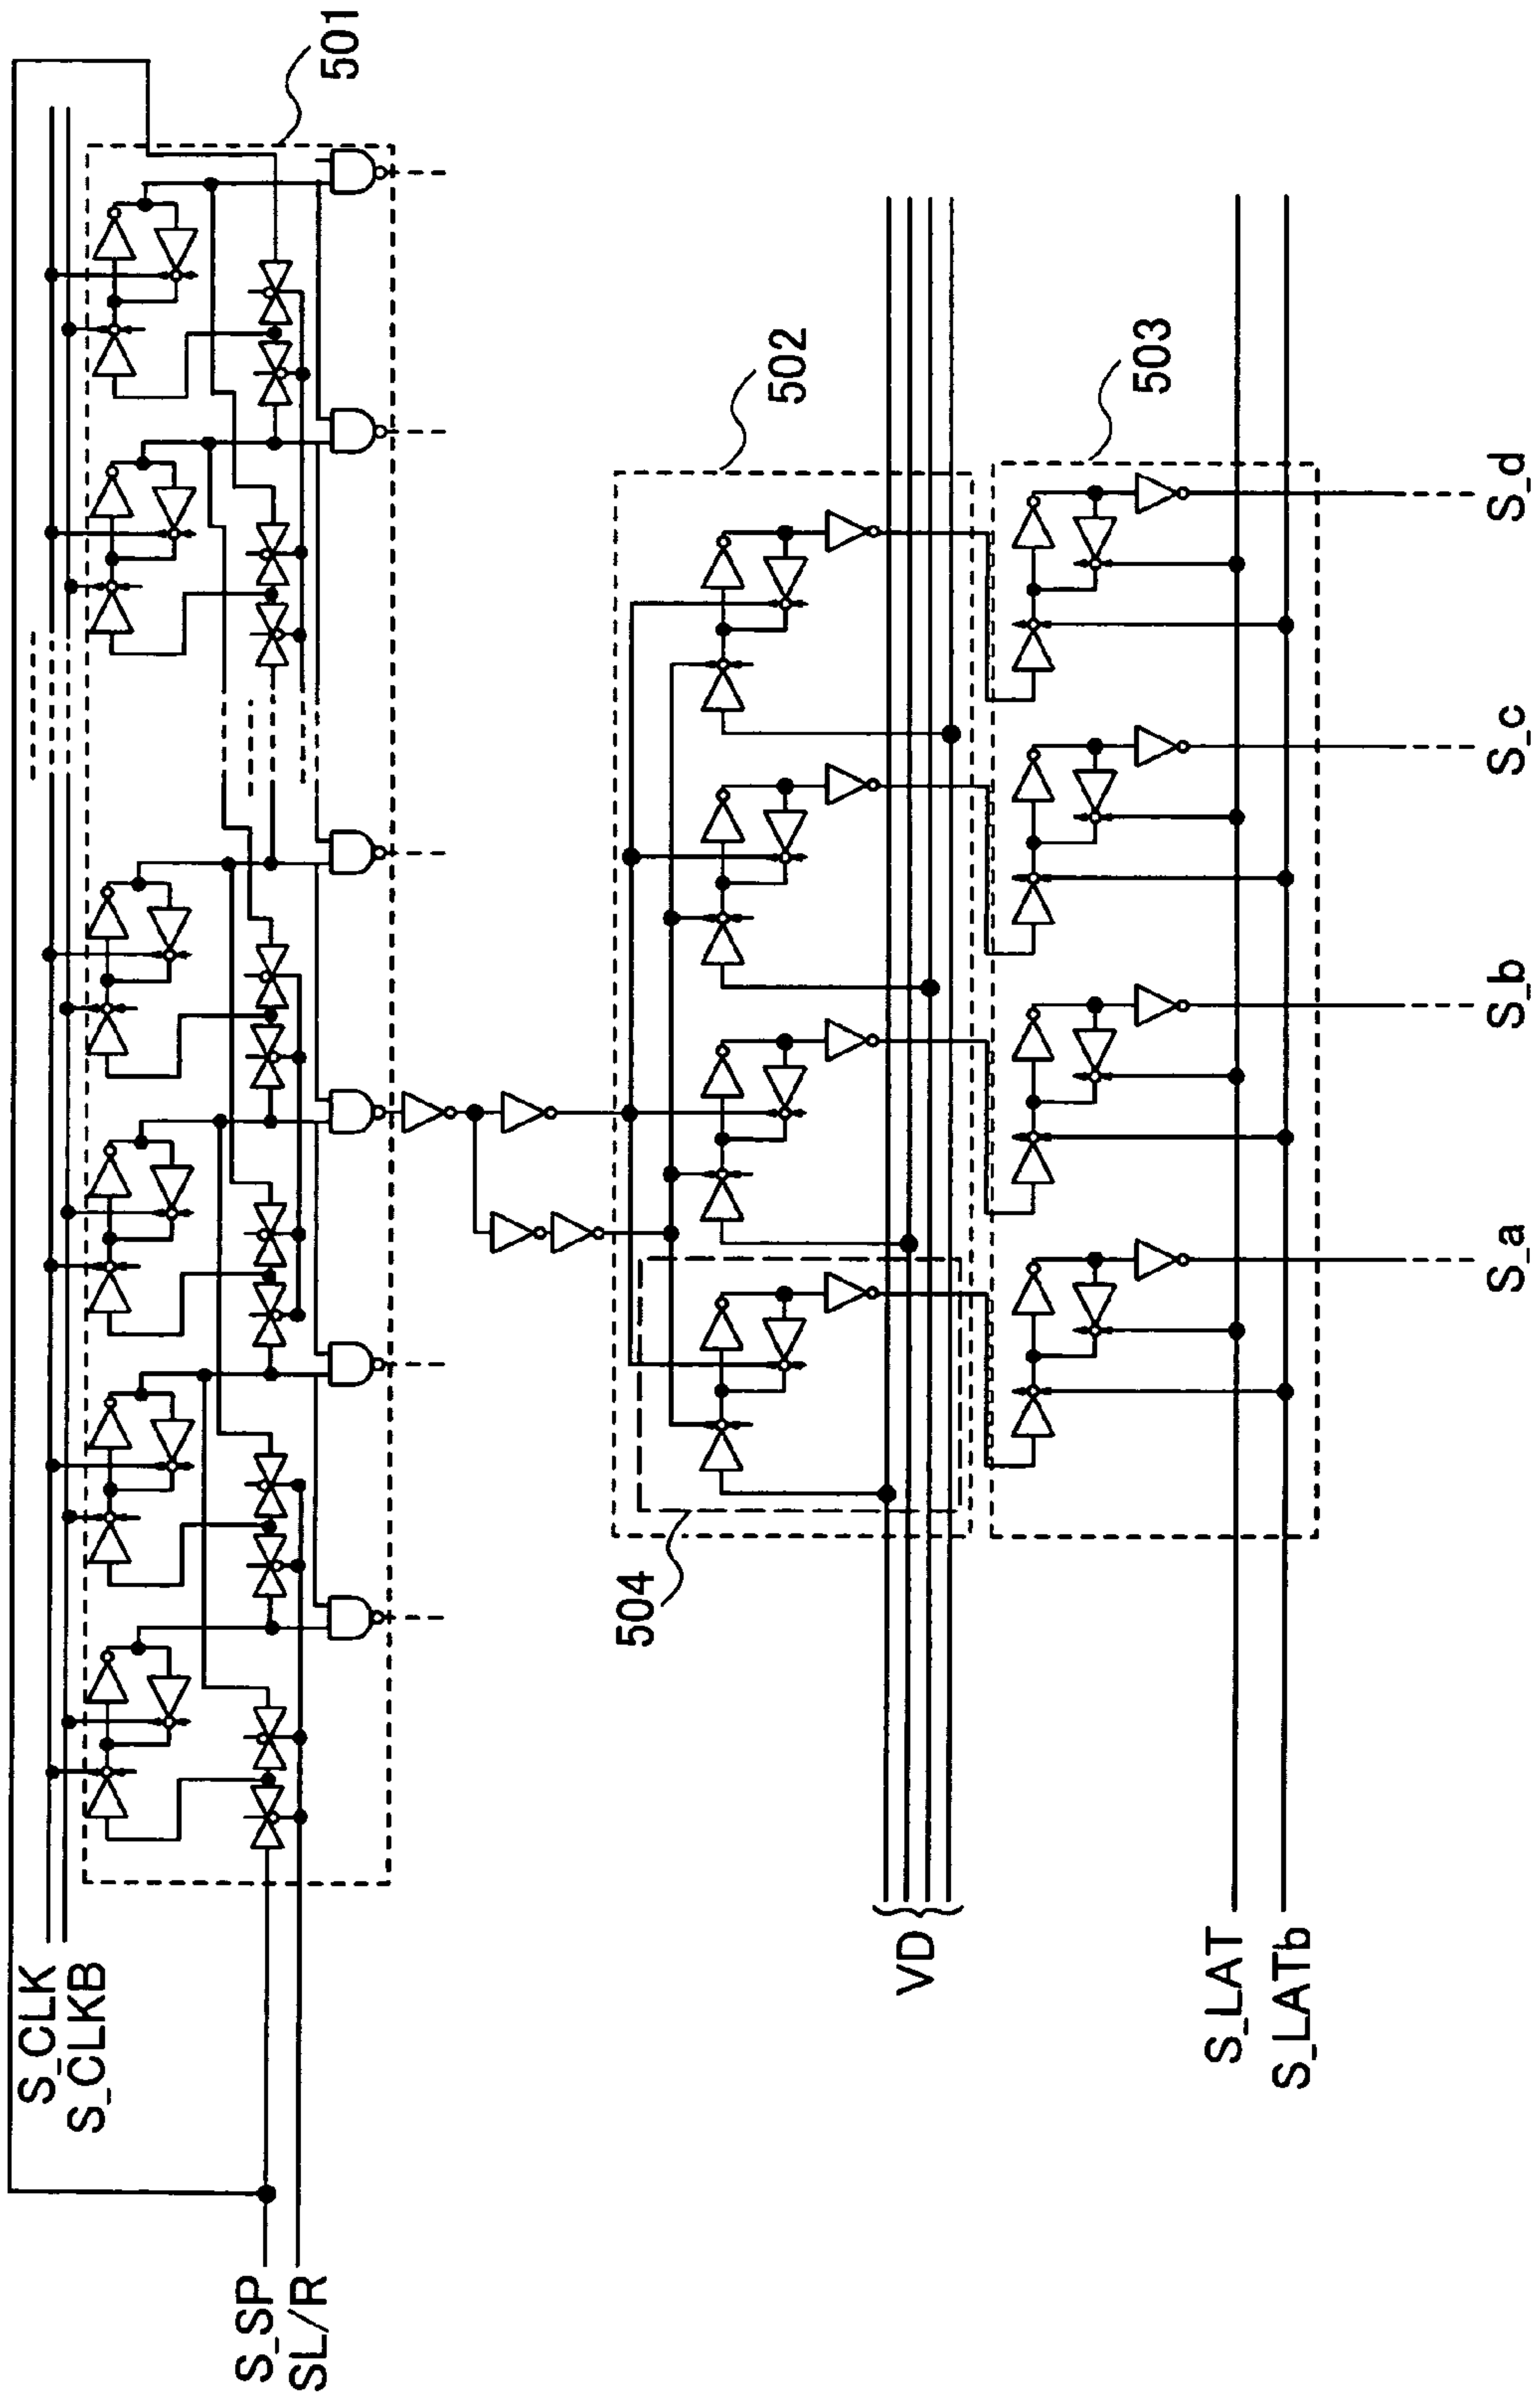 S_CLK
S_CLKB
S_SP
SL/R
501
502
504
VD
503
S_LAT
S_LATb
S_a
S_b
S_c
S_d